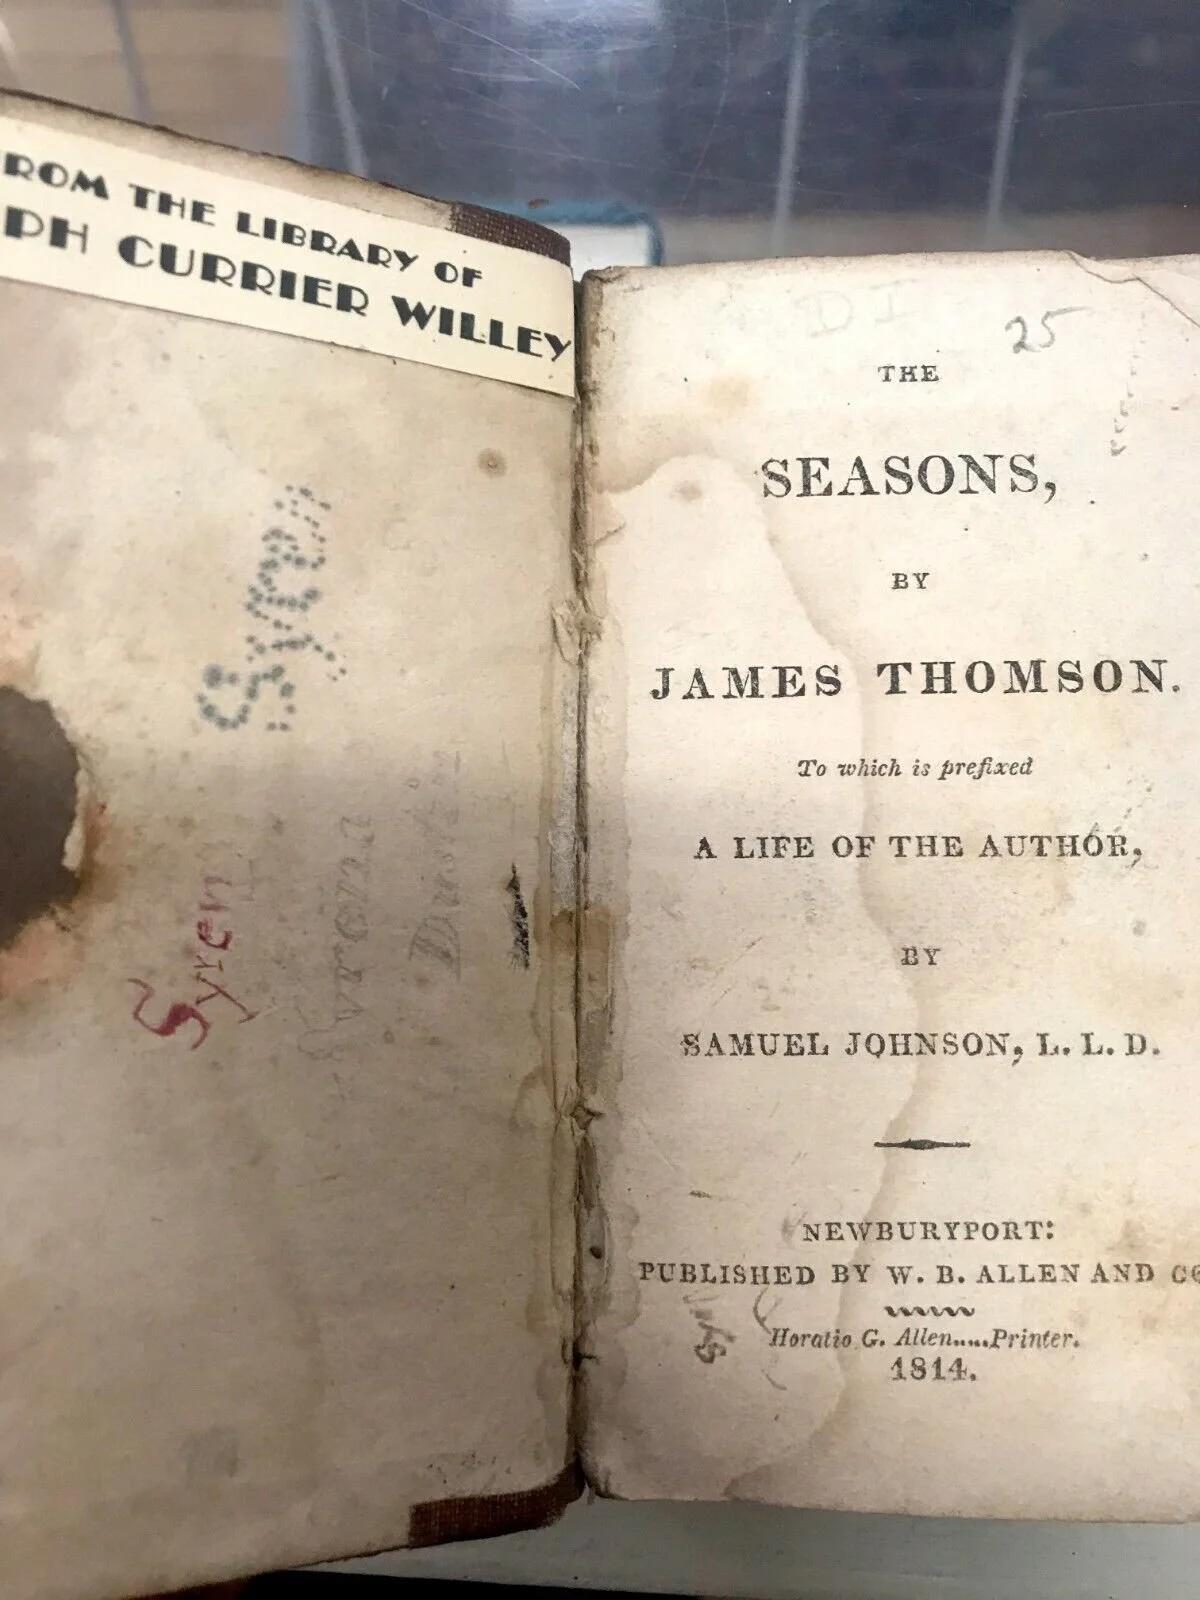 ROM THE LIBRARY OF
PH CURRIER WILLEY
Syren
Syren
25
THE
SEASONS,
BY
JAMES THOMSON.
To which is prefixed
A LIFE OF THE AUTHOR,
BY
SAMUEL JOHNSON, L. L. D.
NEWBURYPORT:
PUBLISHED BY W. B. ALLEN AND CO
Horatio G. Allen.....Printer.
1814.